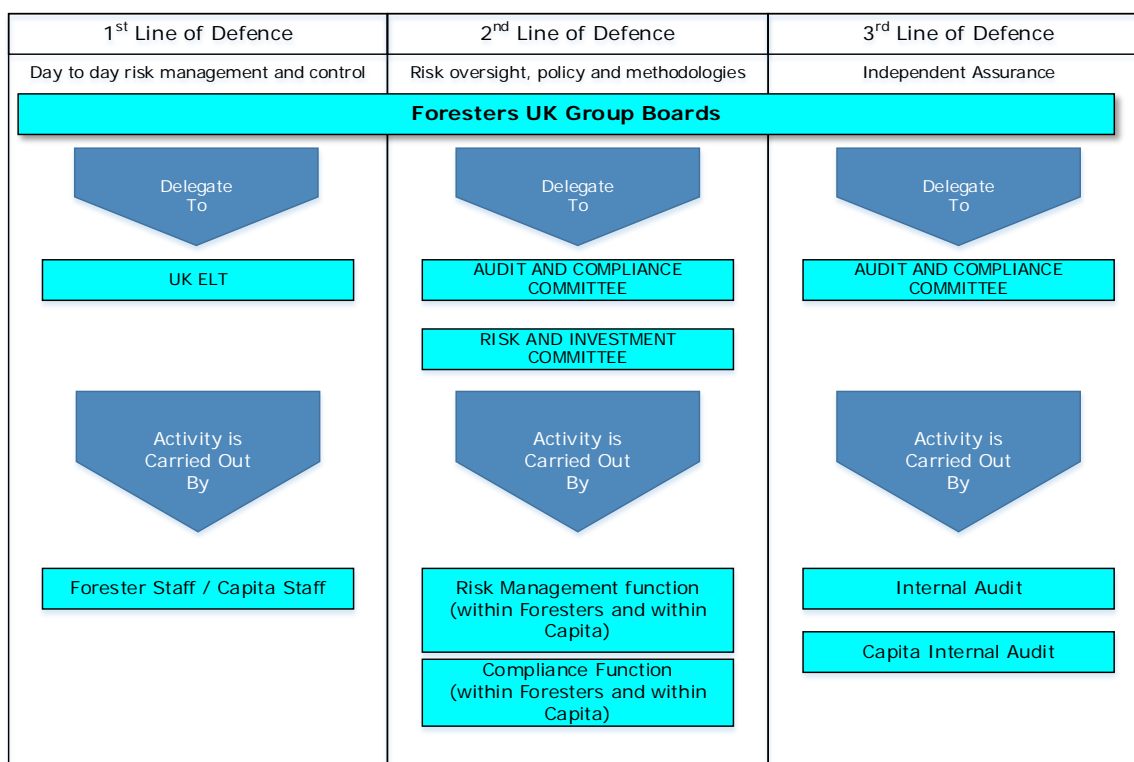 1st Line of Defence
2nd Line of Defence
3rd Line of Defence
Day to day risk management and control
Risk oversight, policy and methodologies
Independent Assurance
Foresters UK Group Boards
Delegate
To
Delegate
To
Delegate
To
UK ELT
AUDIT AND COMPLIANCE
COMMITTEE
AUDIT AND COMPLIANCE
COMMITTEE
RISK AND INVESTMENT
COMMITTEE
Activity is
Carried Out
By
Activity is
Carried Out
By
Activity is
Carried Out
By
Forester Staff / Capita Staff
Risk Management function
(within Foresters and within
Capita)
Internal Audit
Capita Internal Audit
Compliance Function
(within Foresters and within
Capita)